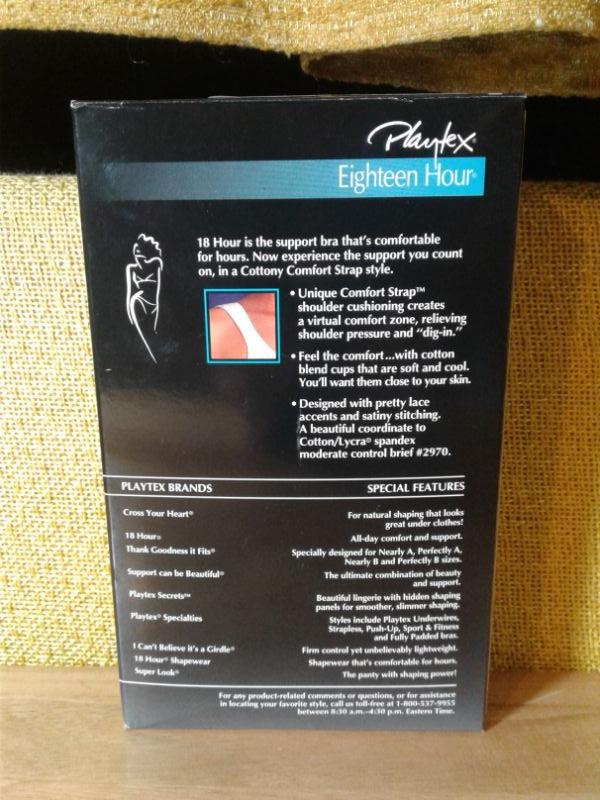 Playtex®
Eighteen Hour®
18 Hour is the support bra that's comfortable
for hours. Now experience the support you count
on, in a Cottony Comfort Strap style.
• Unique Comfort Strap™
shoulder cushioning creates
a virtual comfort zone, relieving
shoulder pressure and "dig-in."
• Feel the comfort...with cotton
blend cups that are soft and cool.
You'll want them close to your skin.
• Designed with pretty lace
accents and satiny stitching.
A beautiful coordinate to
Cotton/Lycra® spandex
moderate control brief #2970.
PLAYTEX BRANDS SPECIAL FEATURES
Cross Your Heart® For natural shaping that looks
great under clothes!
18 Hour® All-day comfort and support.
Thank Goodness it Fits® Specially designed for Nearly A, Perfectly A,
Nearly B and Perfectly B sizes.
Support can be Beautiful® The ultimate combination of beauty
and support.
Playtex Secrets™ Beautiful lingerie with hidden shaping
panels for smoother, slimmer shaping.
Playtex® Specialties Styles include Playtex Underwires,
Strapless, Push-Up, Sport & Fitness
and Fully Padded bras.
I Can't Believe it's a Girdle® Firm control yet unbelievably lightweight.
18 Hour® Shapewear Shapewear that's comfortable for hours.
Super Look® The panty with shaping power!
For any product-related comments or questions, or for assistance
in locating your favorite style, call us toll-free at 1-800-537-9955
between 8:30 a.m.–4:30 p.m. Eastern Time.